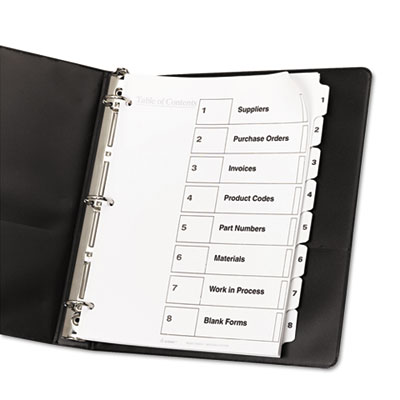 Table of Contents
1 Suppliers 1
2 Purchase Orders 2
3 Invoices 3
4 Product Codes 4
5 Part Numbers 5
6 Materials 6
7 Work in Process 7
8 Blank Forms 8